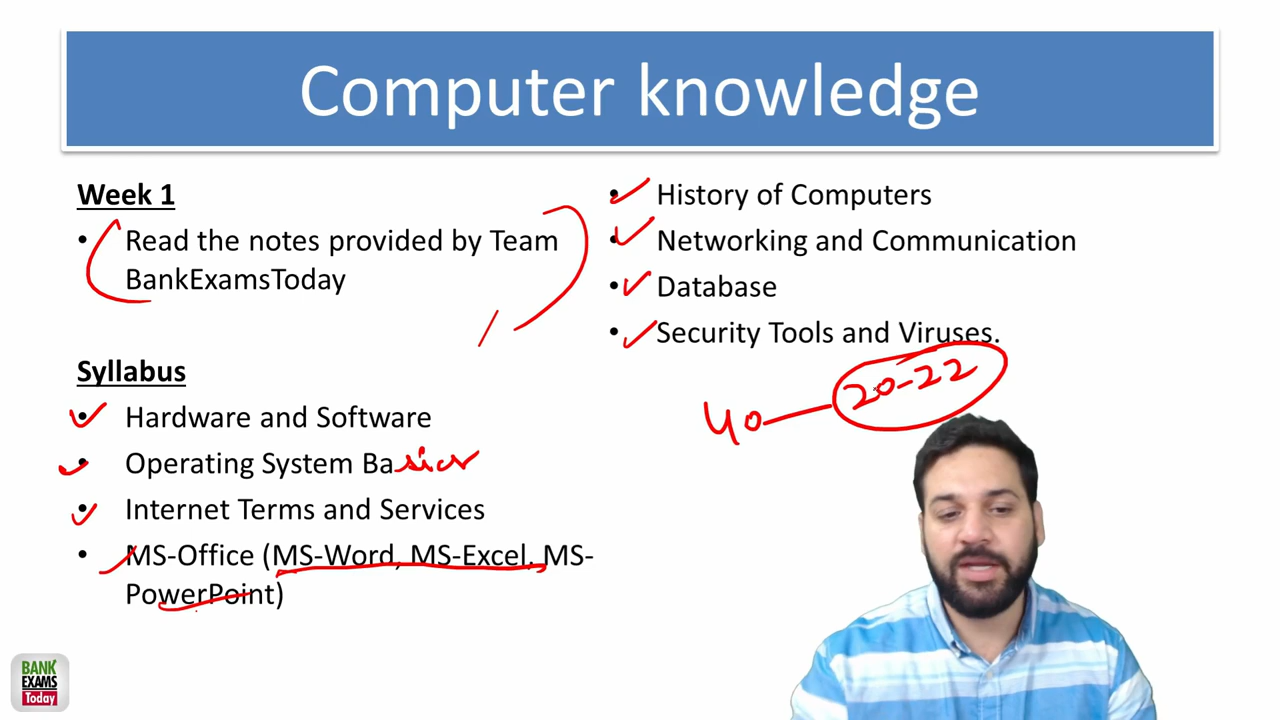 Computer knowledge
Week 1
• Read the notes provided by Team
BankExamsToday
Syllabus
• Hardware and Software
• Operating System Basics
• Internet Terms and Services
• MS-Office (MS-Word, MS-Excel, MS-
PowerPoint)
• History of Computers
• Networking and Communication
• Database
• Security Tools and Viruses.
40 20-22
BANK
EXAMS
Today